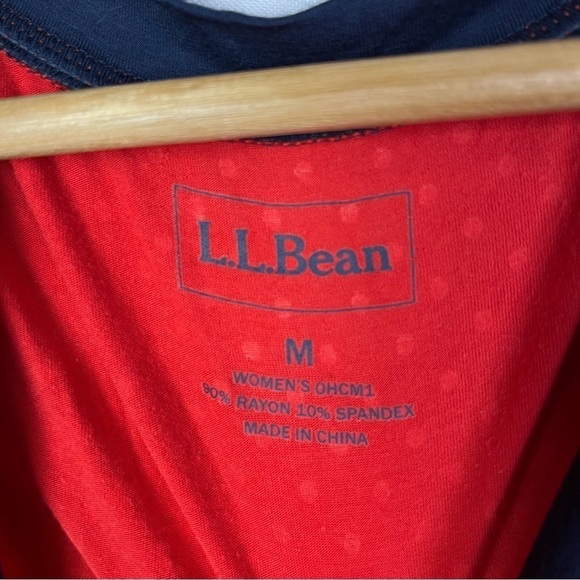 L.L.Bean
M
WOMEN'S 0HCM1
90% RAYON 10% SPANDEX
MADE IN CHINA